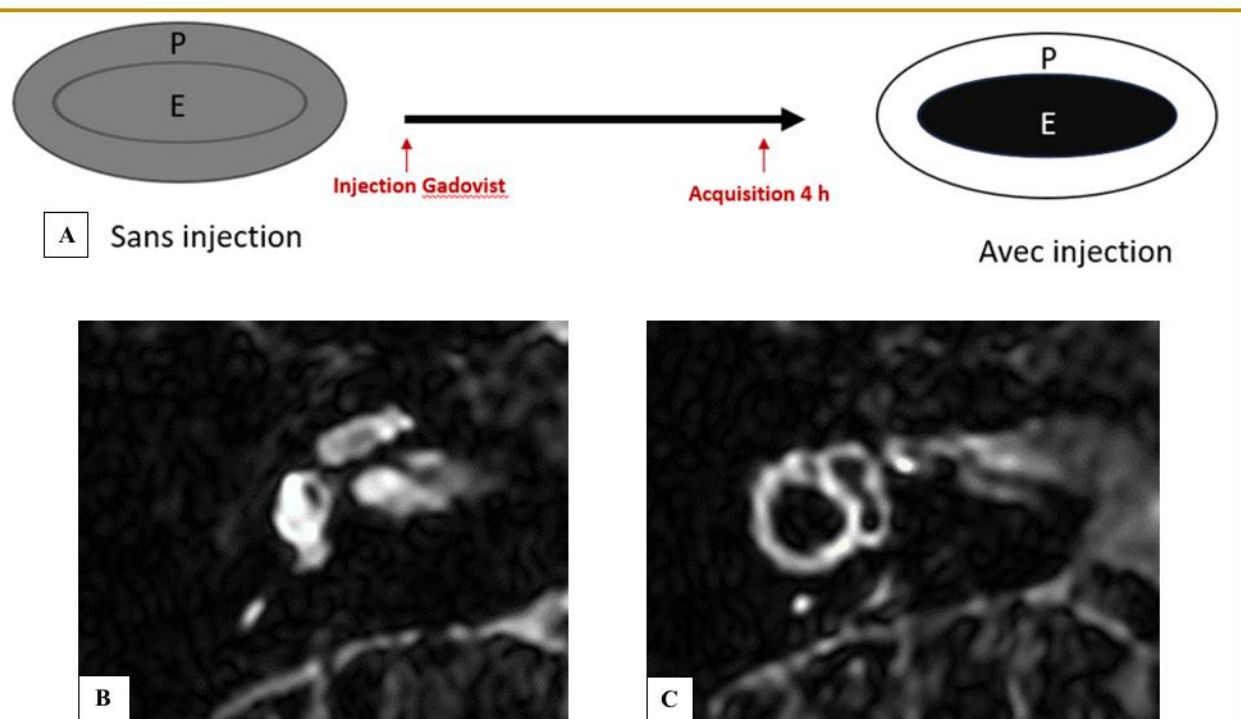 P
E
Injection Gadovist
Acquisition 4 h
P
E
A
Sans injection
Avec injection
B
C